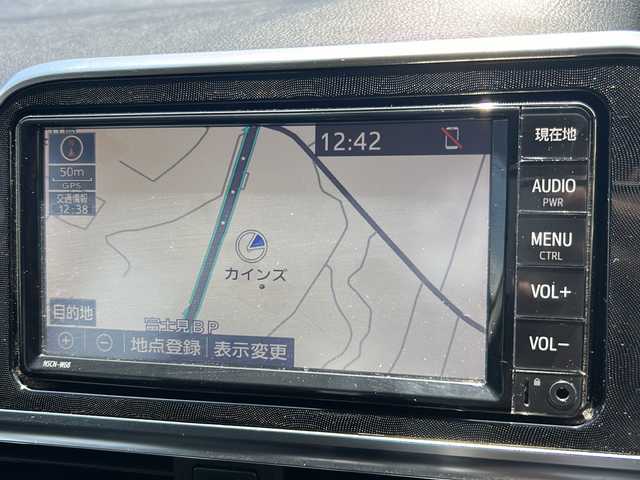 12:42
50m
GPS
交通情報
12:38
カインズ
目的地
富士見BP
地点登録
表示変更
NSCN-W68
現在地
AUDIO
PWR
MENU
CTRL
VOL+
VOL-